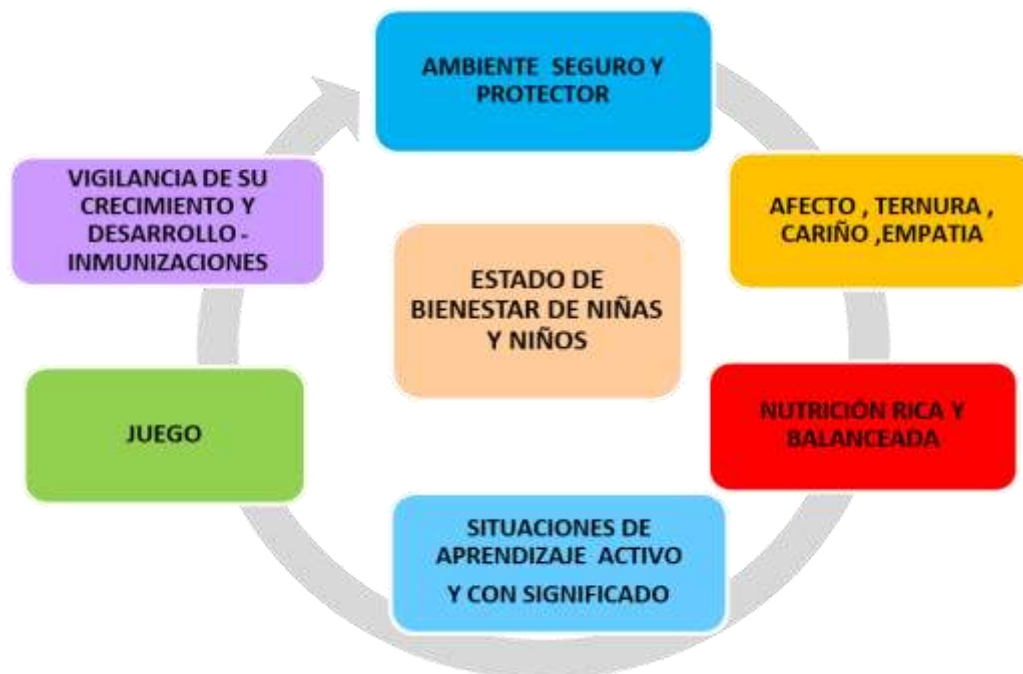 AMBIENTE SEGURO Y
PROTECTOR
AFECTO , TERNURA ,
CARIÑO ,EMPATIA
NUTRICIÓN RICA Y
BALANCEADA
SITUACIONES DE
APRENDIZAJE ACTIVO
Y CON SIGNIFICADO
JUEGO
VIGILANCIA DE SU
CRECIMIENTO Y
DESARROLLO -
INMUNIZACIONES
ESTADO DE
BIENESTAR DE NIÑAS
Y NIÑOS